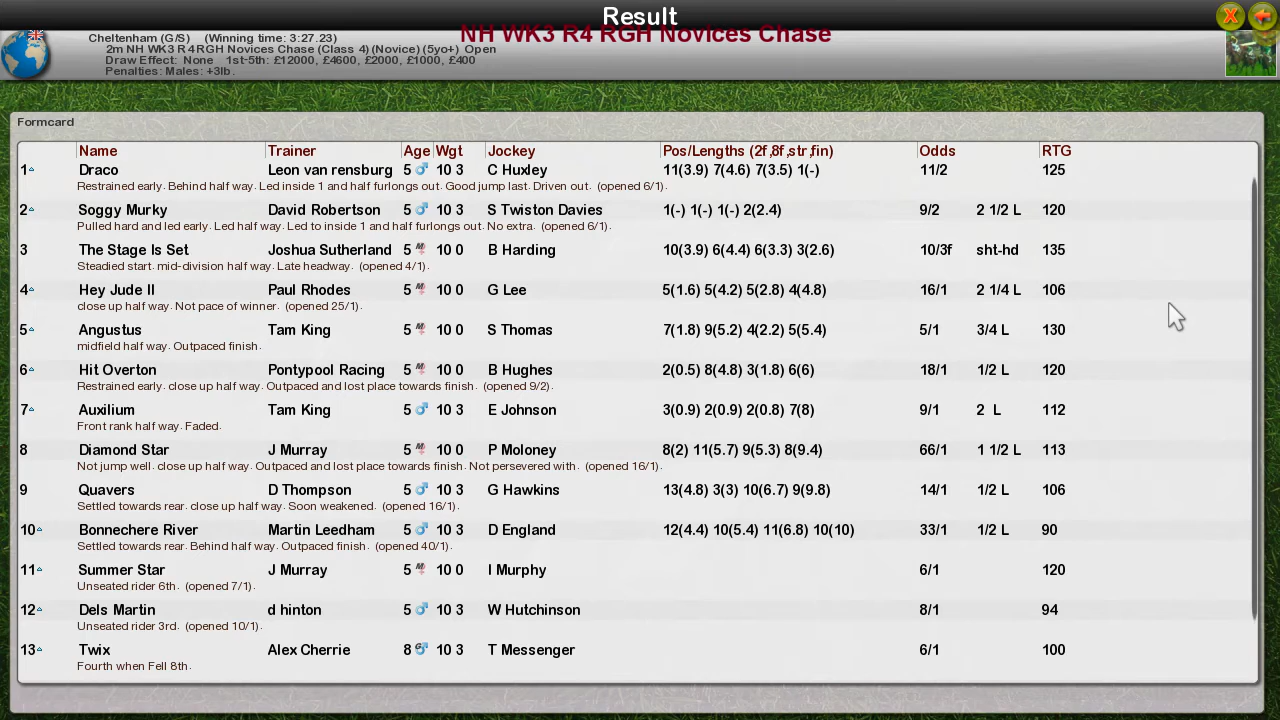 Result
NH WK3 R4 RGH Novices Chase
Cheltenham (G/S) (Winning time: 3:27.23)
2m NH WK3 R4 RGH Novices Chase (Class 4) (Novice) (5yo+) Open
Draw Effect: None 1st-5th: £12000, £4600, £2000, £1000, £400
Penalties: Males: +3lb.
Formcard
Name Trainer Age Wgt Jockey Pos/Lengths (2f,8f,str,fin) Odds RTG
1 Draco Leon van rensburg 5 10 3 C Huxley 11(3.9) 7(4.6) 7(3.5) 1(-) 11/2 125
Restrained early. Behind half way. Led inside 1 and half furlongs out. Good jump last. Driven out. (opened 6/1).
2 Soggy Murky David Robertson 5 10 3 S Twiston Davies 1(-) 1(-) 1(-) 2(2.4) 9/2 2 1/2 L 120
Pulled hard and led early. Led half way. Led to inside 1 and half furlongs out. No extra. (opened 6/1).
3 The Stage Is Set Joshua Sutherland 5 10 0 B Harding 10(3.9) 6(4.4) 6(3.3) 3(2.6) 10/3f sht-hd 135
Steadied start. mid-division half way. Late headway. (opened 4/1).
4 Hey Jude II Paul Rhodes 5 10 0 G Lee 5(1.6) 5(4.2) 5(2.8) 4(4.8) 16/1 2 1/4 L 106
close up half way. Not pace of winner. (opened 25/1).
5 Angustus Tam King 5 10 0 S Thomas 7(1.8) 9(5.2) 4(2.2) 5(5.4) 5/1 3/4 L 130
midfield half way. Outpaced finish.
6 Hit Overton Pontypool Racing 5 10 0 B Hughes 2(0.5) 8(4.8) 3(1.8) 6(6) 18/1 1/2 L 120
Restrained early. close up half way. Outpaced and lost place towards finish. (opened 9/2).
7 Auxilium Tam King 5 10 3 E Johnson 3(0.9) 2(0.9) 2(0.8) 7(8) 9/1 2 L 112
Front rank half way. Faded.
8 Diamond Star J Murray 5 10 0 P Moloney 8(2) 11(5.7) 9(5.3) 8(9.4) 66/1 1 1/2 L 113
Not jump well. close up half way. Outpaced and lost place towards finish. Not persevered with. (opened 16/1).
9 Quavers D Thompson 5 10 3 G Hawkins 13(4.8) 3(3) 10(6.7) 9(9.8) 14/1 1/2 L 106
Settled towards rear. close up half way. Soon weakened. (opened 16/1).
10 Bonnechere River Martin Leedham 5 10 3 D England 12(4.4) 10(5.4) 11(6.8) 10(10) 33/1 1/2 L 90
Settled towards rear. Behind half way. Outpaced finish. (opened 40/1).
11 Summer Star J Murray 5 10 0 I Murphy 6/1 120
Unseated rider 6th. (opened 7/1).
12 Dels Martin d hinton 5 10 3 W Hutchinson 8/1 94
Unseated rider 3rd. (opened 10/1).
13 Twix Alex Cherrie 8 10 3 T Messenger 6/1 100
Fourth when Fell 8th.